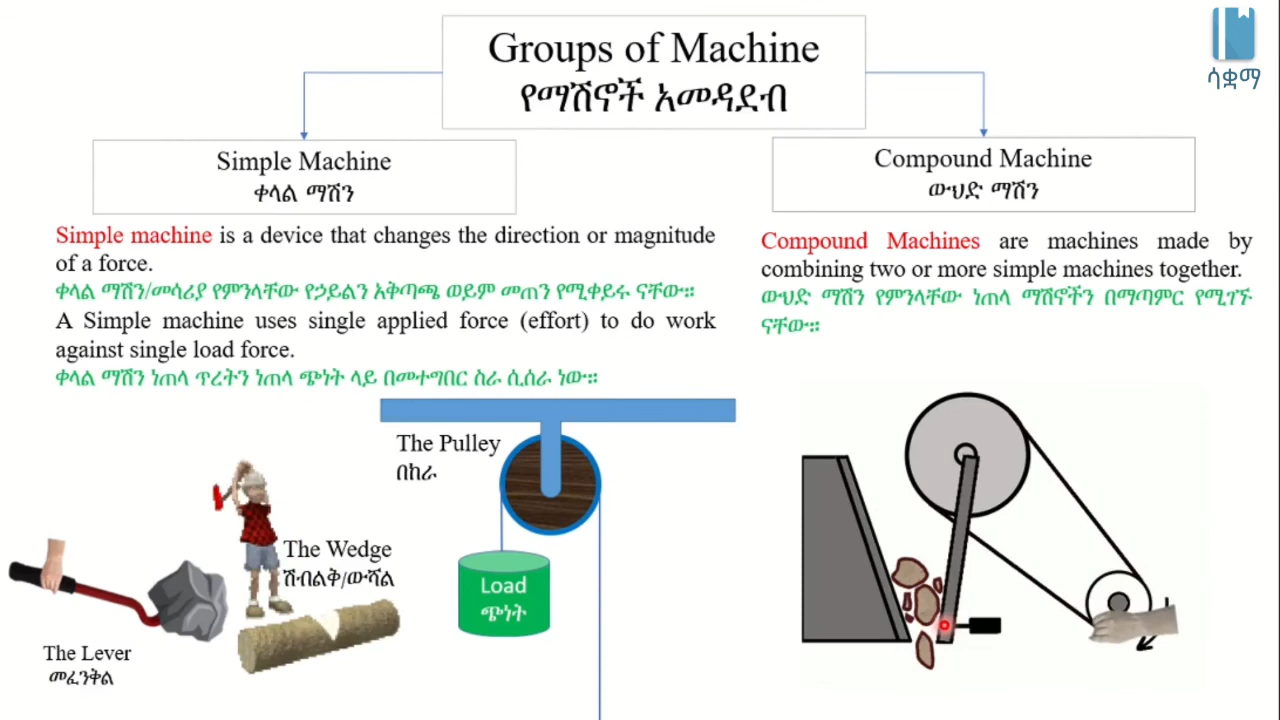 Groups of Machine
የማሽኖች አመዳደብ
ሳቋማ
Simple Machine
ቀላል ማሽን
Compound Machine
ውህድ ማሽን
Simple machine is a device that changes the direction or magnitude
of a force.
ቀላል ማሽን/መሳሪያ የምንላቸው የኃይልን አቅጣጫ ወይም መጠን የሚቀይሩ ናቸው።
A Simple machine uses single applied force (effort) to do work
against single load force.
ቀላል ማሽን ነጠላ ጥረትን ነጠላ ጭነት ላይ በመተግበር ስራ ሲሰራ ነው።
Compound Machines are machines made by
combining two or more simple machines together.
ውህድ ማሽን የምንላቸው ነጠላ ማሽኖችን በማጣምር የሚገኙ
ናቸው።
The Pulley
በከራ
The Wedge
ሽብልቅ/ውሻል
Load
ጭነት
The Lever
መፈንቅል